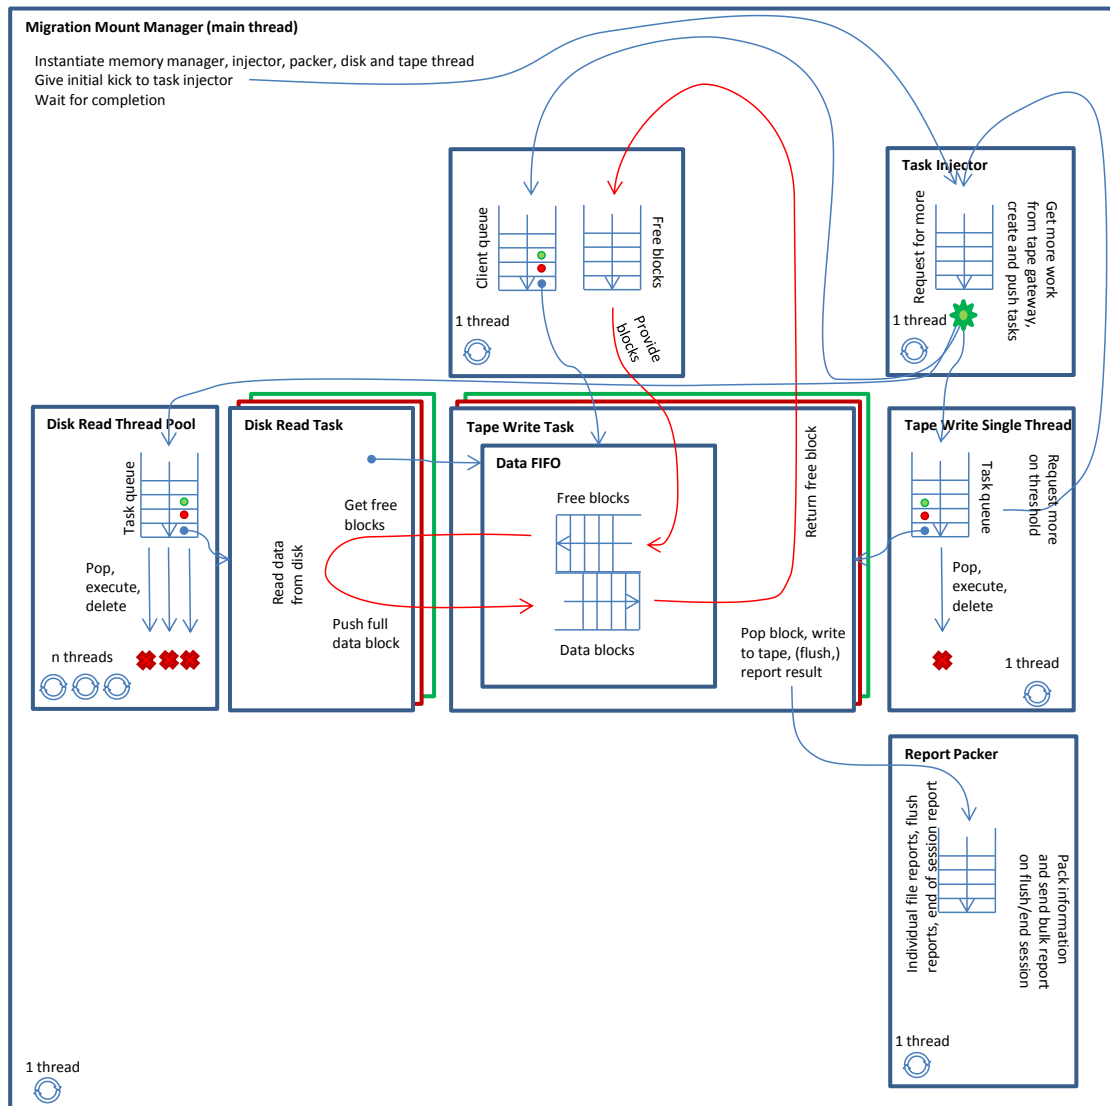 Migration Mount Manager (main thread)
Instantiate memory manager, injector, packer, disk and tape thread
Give initial kick to task injector
Wait for completion
Client queue
Free blocks
1 thread
Provide
blocks
Task Injector
Request for more
Get more work
from tape gateway,
create and push tasks
1 thread
Disk Read Thread Pool
Task queue
Pop,
execute,
delete
n threads
Disk Read Task
Get free
blocks
Read data
from disk
Push full
data block
Tape Write Task
Data FIFO
Free blocks
Data blocks
Return free block
Pop block, write
to tape, (flush,)
report result
Tape Write Single Thread
Task queue
Request more
on threshold
Pop,
execute,
delete
1 thread
Report Packer
Individual file reports, flush
reports, end of session report
Pack information
and send bulk report
on flush/end session
1 thread
1 thread